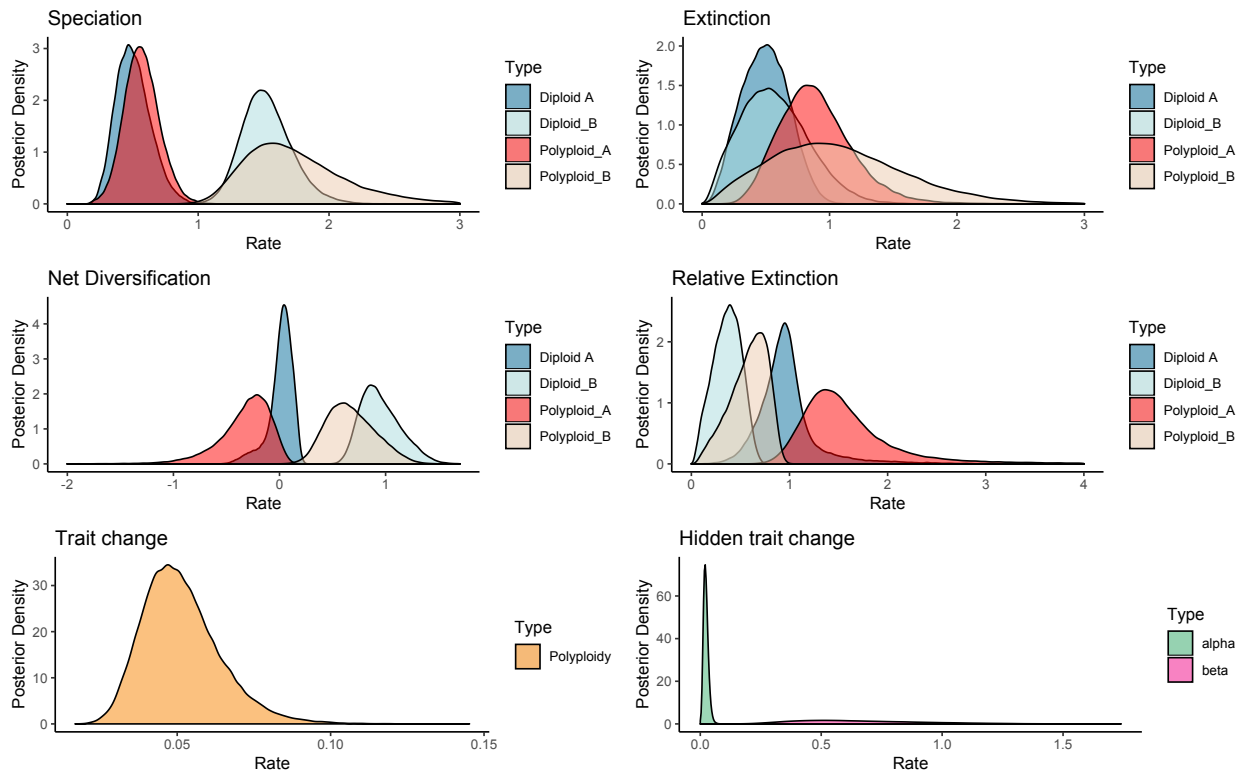 Speciation
Posterior Density
3
2
1
0
0
1
2
3
Rate
Type
Diploid A
Diploid_B
Polyploid_A
Polyploid_B
Extinction
Posterior Density
2.0
1.5
1.0
0.5
0.0
0
1
2
3
Rate
Type
Diploid A
Diploid_B
Polyploid_A
Polyploid_B
Net Diversification
Posterior Density
4
3
2
1
0
-2
-1
0
1
Rate
Type
Diploid A
Diploid_B
Polyploid_A
Polyploid_B
Relative Extinction
Posterior Density
2
1
0
0
1
2
3
4
Rate
Type
Diploid A
Diploid_B
Polyploid_A
Polyploid_B
Trait change
Posterior Density
30
20
10
0
0.05
0.10
0.15
Rate
Type
Polyploidy
Hidden trait change
Posterior Density
60
40
20
0
0.0
0.5
1.0
1.5
Rate
Type
alpha
beta